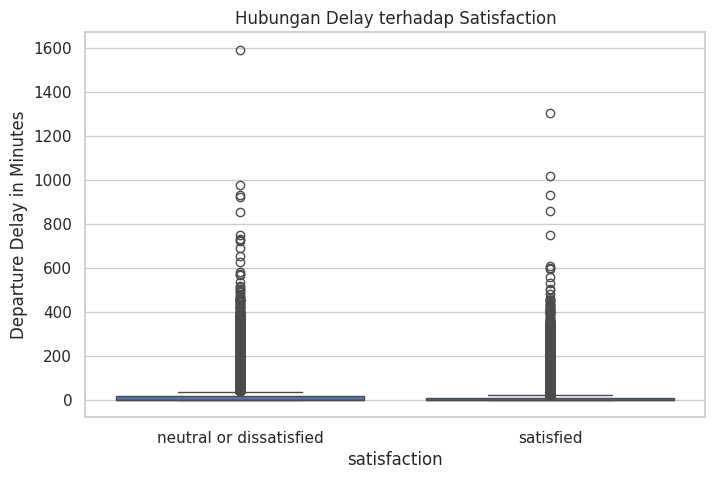 Hubungan Delay terhadap Satisfaction
Departure Delay in Minutes
1600
1400
1200
1000
800
600
400
200
0
neutral or dissatisfied
satisfied
satisfaction